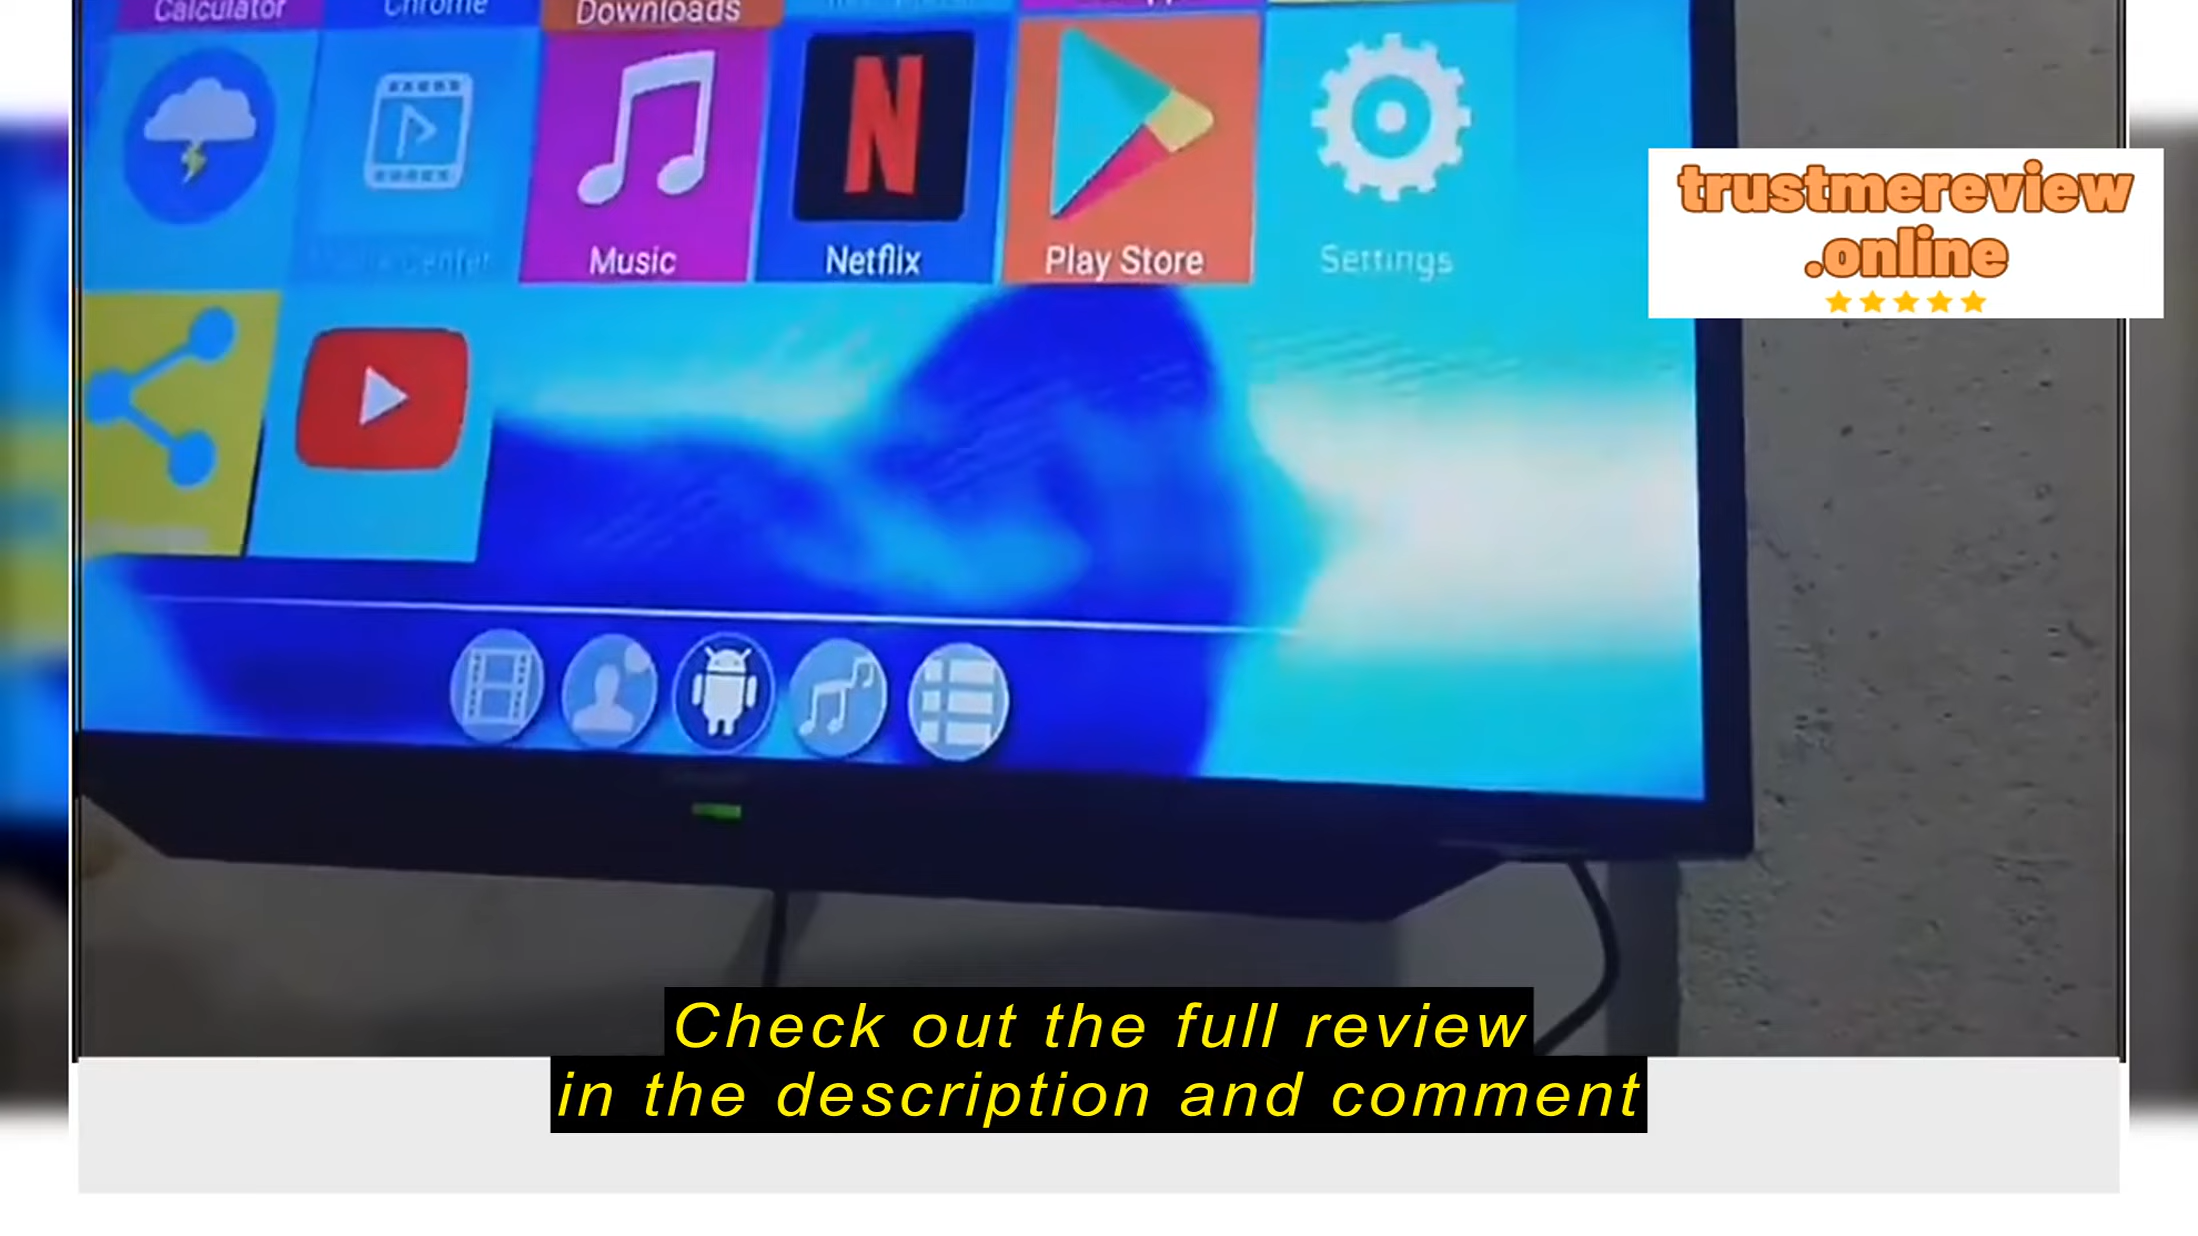 Calculator
Chrome
Downloads
Music
Netflix
Play Store
Settings
trustmereview
.online
Check out the full review
in the description and comment